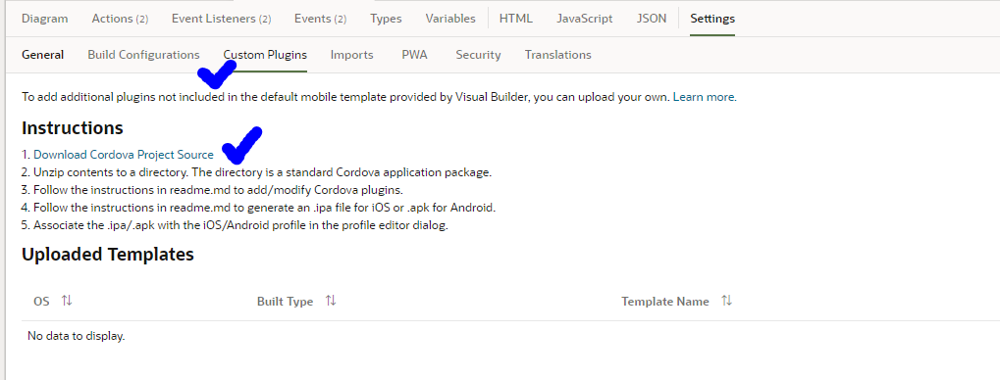 Diagram Actions (2) Event Listeners (2) Events (2) Types Variables HTML JavaScript JSON Settings
General Build Configurations Custom Plugins Imports PWA Security Translations
To add additional plugins not included in the default mobile template provided by Visual Builder, you can upload your own. Learn more.
Instructions
1. Download Cordova Project Source
2. Unzip contents to a directory. The directory is a standard Cordova application package.
3. Follow the instructions in readme.md to add/modify Cordova plugins.
4. Follow the instructions in readme.md to generate an .ipa file for iOS or .apk for Android.
5. Associate the .ipa/.apk with the iOS/Android profile in the profile editor dialog.
Uploaded Templates
OS Built Type Template Name
No data to display.